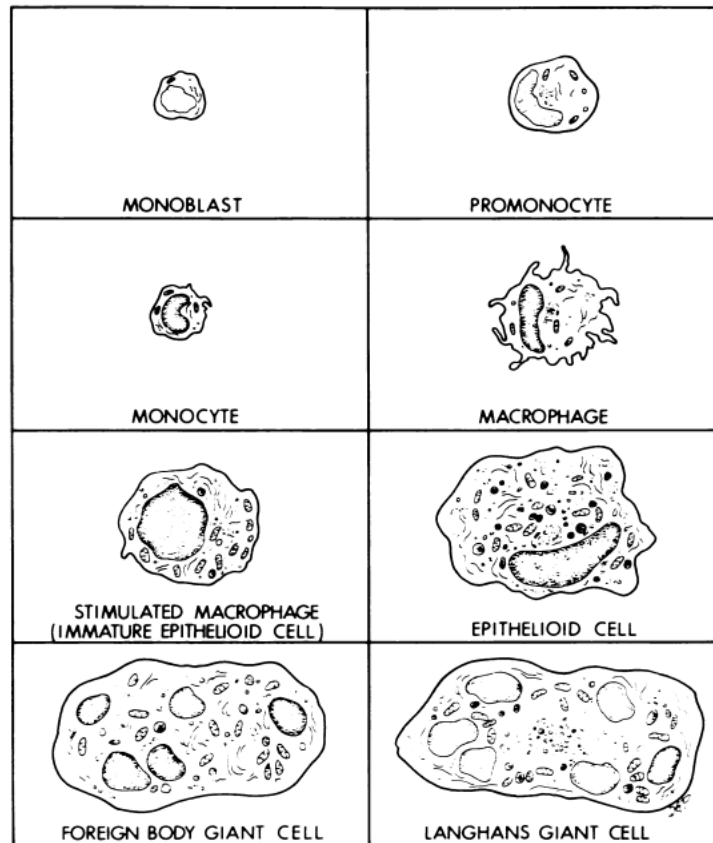 MONOBLAST
PROMONOCYTE
MONOCYTE
MACROPHAGE
STIMULATED MACROPHAGE
(IMMATURE EPITHELIOID CELL)
EPITHELIOID CELL
FOREIGN BODY GIANT CELL
LANGHANS GIANT CELL